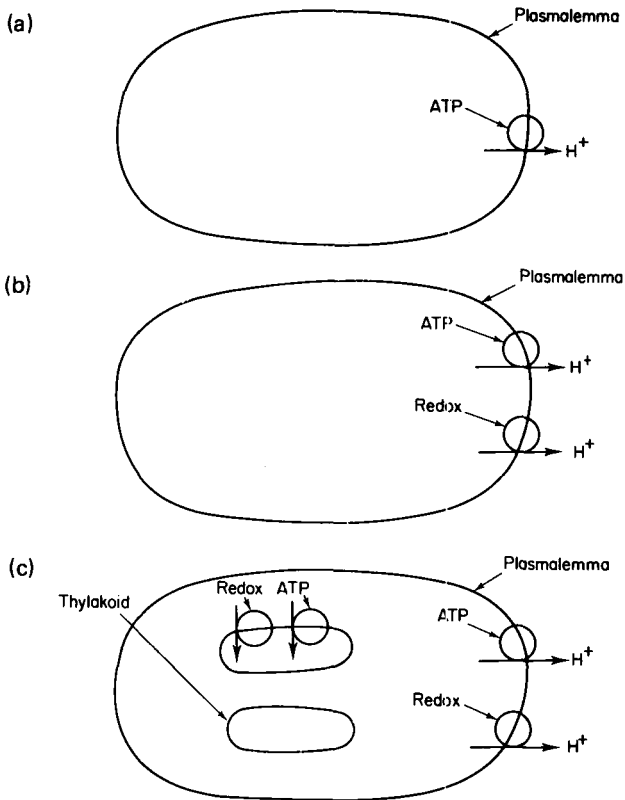 (a)
Plasmalemma
ATP
H+
(b)
Plasmalemma
ATP
H+
Redox
H+
(c)
Plasmalemma
Redox ATP
Thylakoid
ATP
H+
Redox
H+